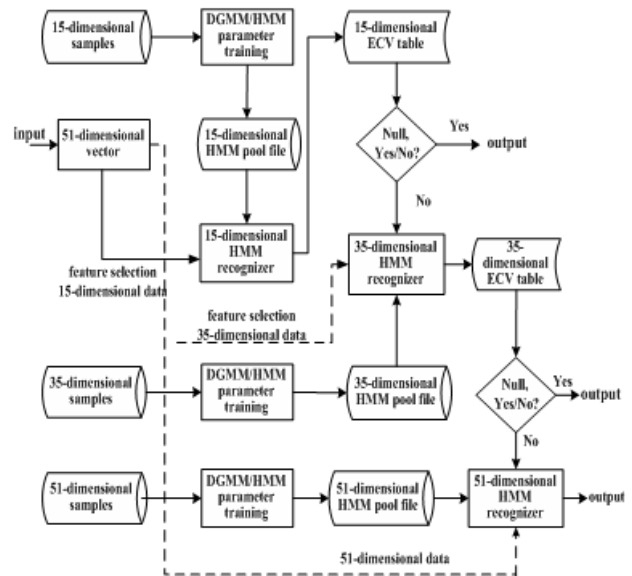 15-dimensional
samples
DGMM/HMM
parameter
training
15-dimensional
ECV table
input
51-dimensional
vector
15-dimensional
HMM pool file
Null,
Yes/No?
Yes
output
No
15-dimensional
HMM
recognizer
35-dimensional
HMM
recognizer
35-
dimensional
ECV table
feature selection
15-dimensional data
feature selection
35-dimensional data
35-dimensional
samples
DGMM/HMM
parameter
training
35-dimensional
HMM pool file
Null,
Yes/No?
Yes
output
No
51-dimensional
samples
DGMM/HMM
parameter
training
51-dimensional
HMM pool file
51-dimensional
HMM
recognizer
output
51-dimensional data